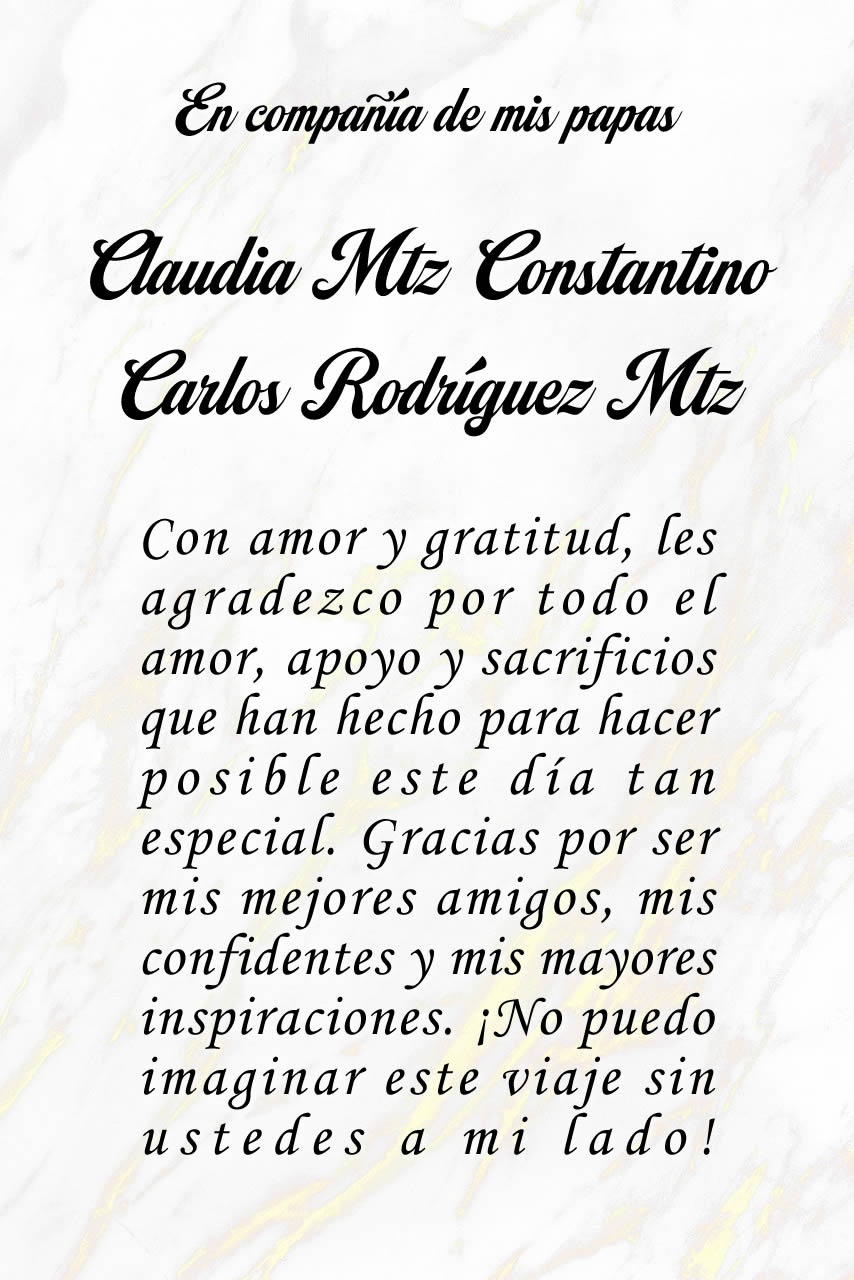 En compañía de mis papas
Claudia Mtz Constantino
Carlos Rodríguez Mtz
Con amor y gratitud, les
agradezco por todo el
amor, apoyo y sacrificios
que han hecho para hacer
posible este día tan
especial. Gracias por ser
mis mejores amigos, mis
confidentes y mis mayores
inspiraciones. ¡No puedo
imaginar este viaje sin
ustedes a mi lado!